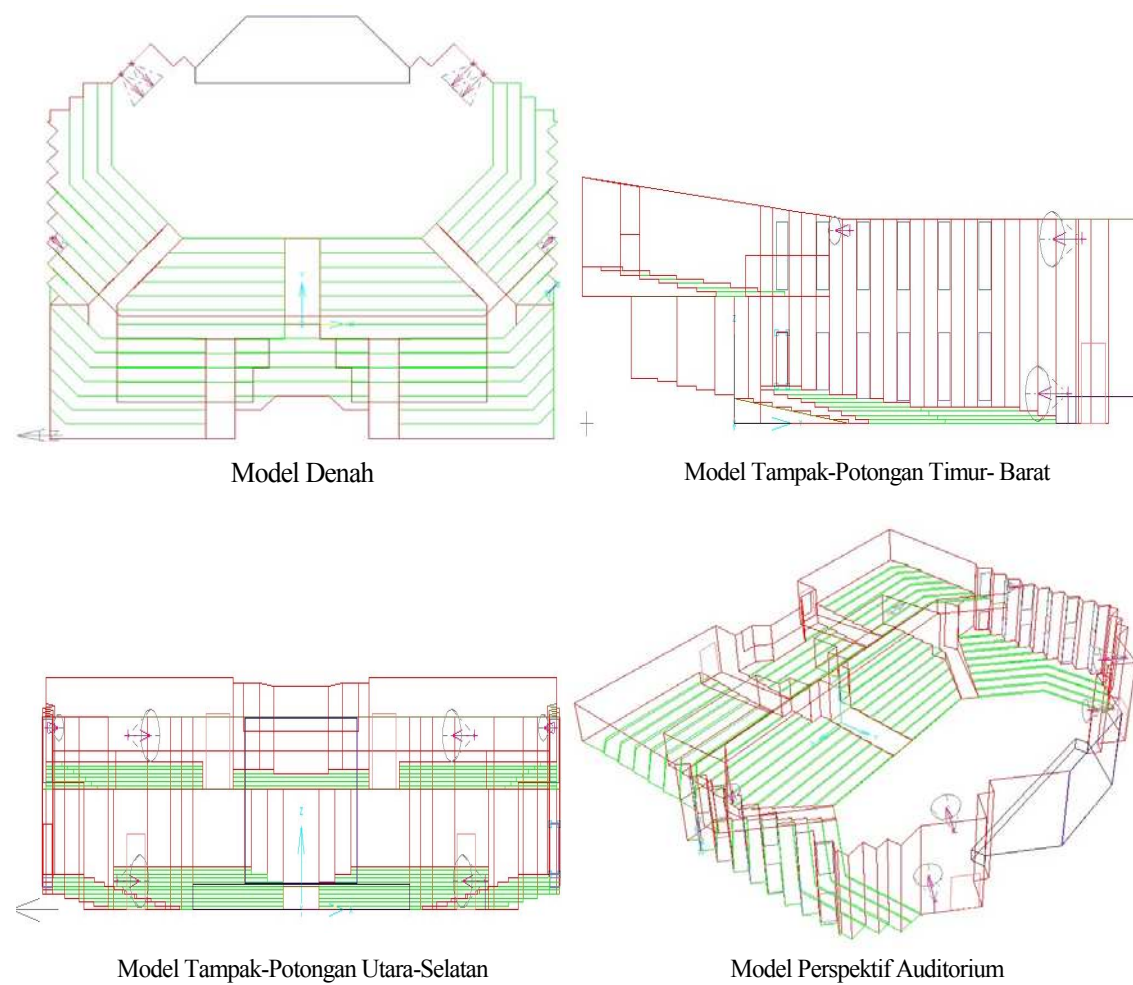 Model Denah
Model Tampak-Potongan Timur- Barat
Model Tampak-Potongan Utara-Selatan
Model Perspektif Auditorium